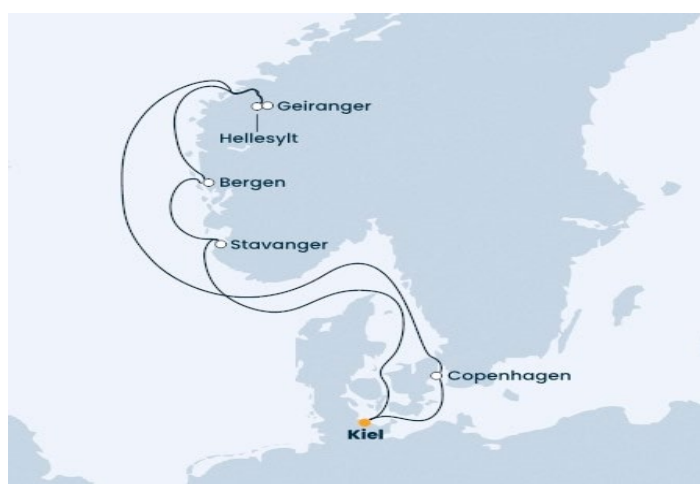 Geiranger
Hellesylt
Bergen
Stavanger
Copenhagen
Kiel